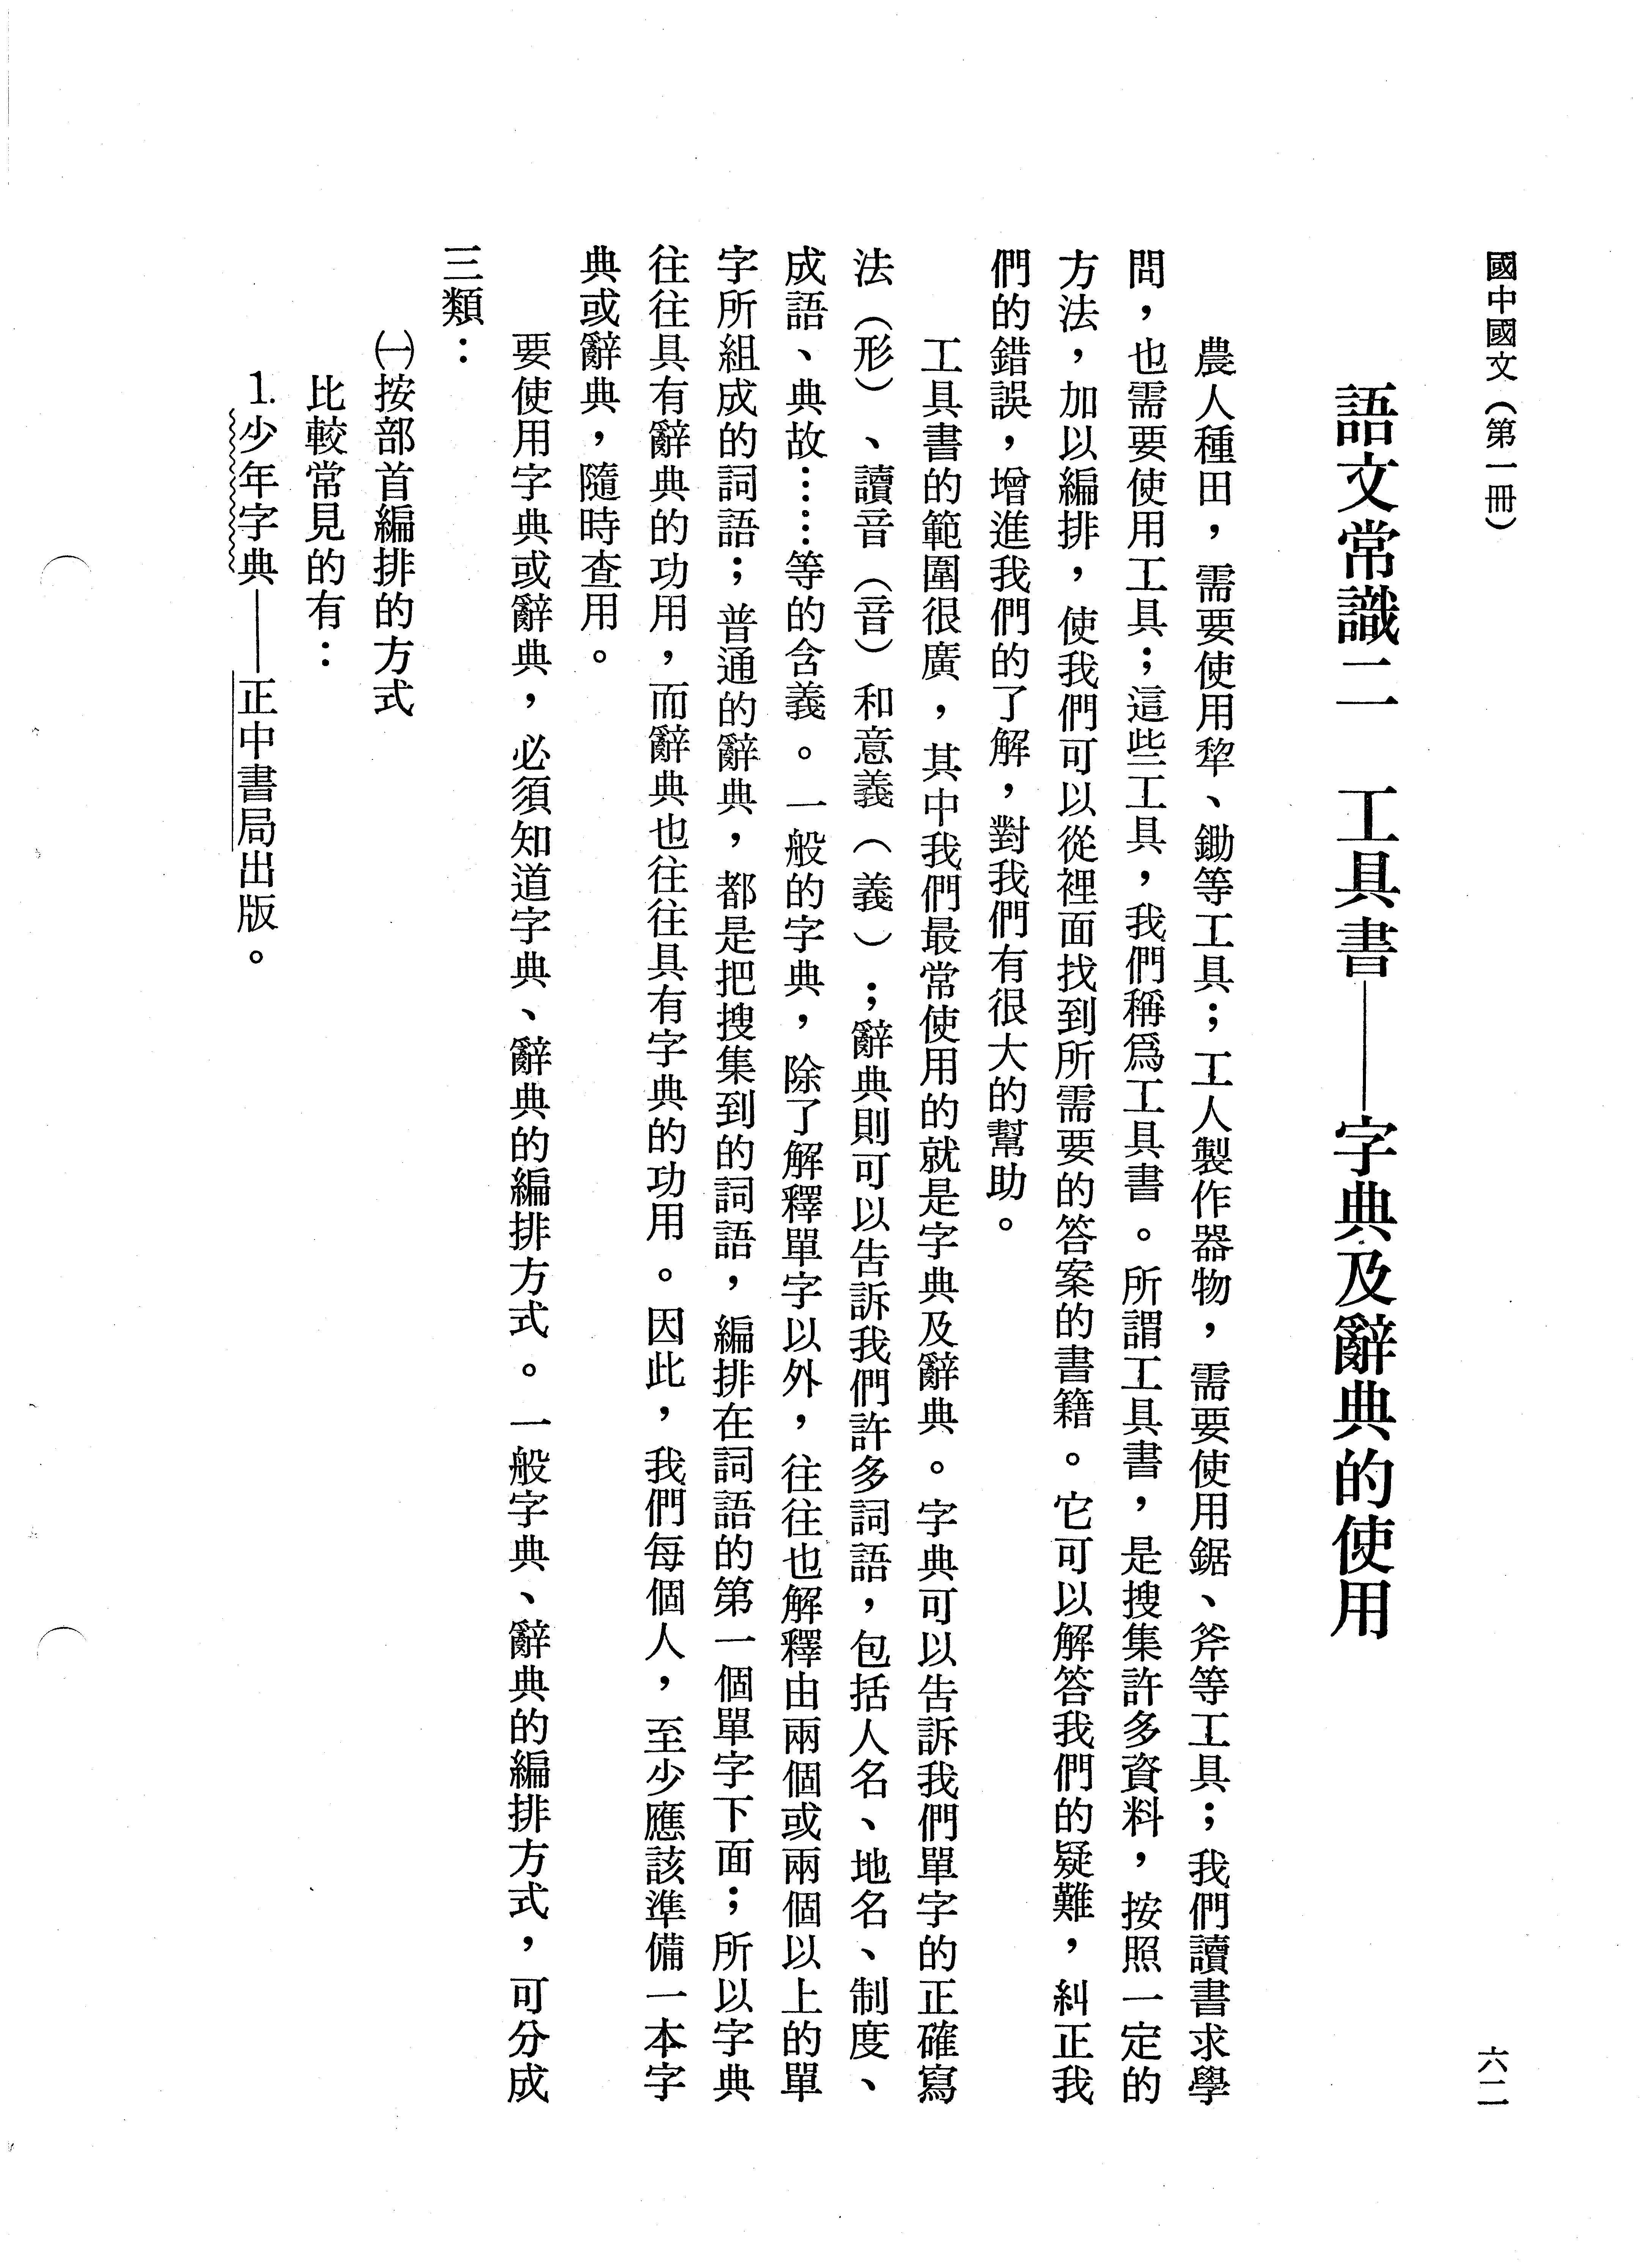 國中國文（第一冊）
六二
語文常識二　工具書——字典及辭典的使用
農人種田，需要使用犂、鋤等工具；工人製作器物，需要使用鋸、斧等工具；我們讀書求學
問，也需要使用工具；這些工具，我們稱爲工具書。所謂工具書，是搜集許多資料，按照一定的
方法，加以編排，使我們可以從裡面找到所需要的答案的書籍。它可以解答我們的疑難，糾正我
們的錯誤，增進我們的了解，對我們有很大的幫助。
工具書的範圍很廣，其中我們最常使用的就是字典及辭典。字典可以告訴我們單字的正確寫
法（形）、讀音（音）和意義（義）；辭典則可以告訴我們許多詞語，包括人名、地名、制度、
成語、典故……等的含義。一般的字典，除了解釋單字以外，往往也解釋由兩個或兩個以上的單
字所組成的詞語；普通的辭典，都是把搜集到的詞語，編排在詞語的第一個單字下面；所以字典
往往具有辭典的功用，而辭典也往往具有字典的功用。因此，我們每個人，至少應該準備一本字
典或辭典，隨時查用。
要使用字典或辭典，必須知道字典、辭典的編排方式。一般字典、辭典的編排方式，可分成
三類：
㈠按部首編排的方式
比較常見的有：
1.少年字典——正中書局出版。